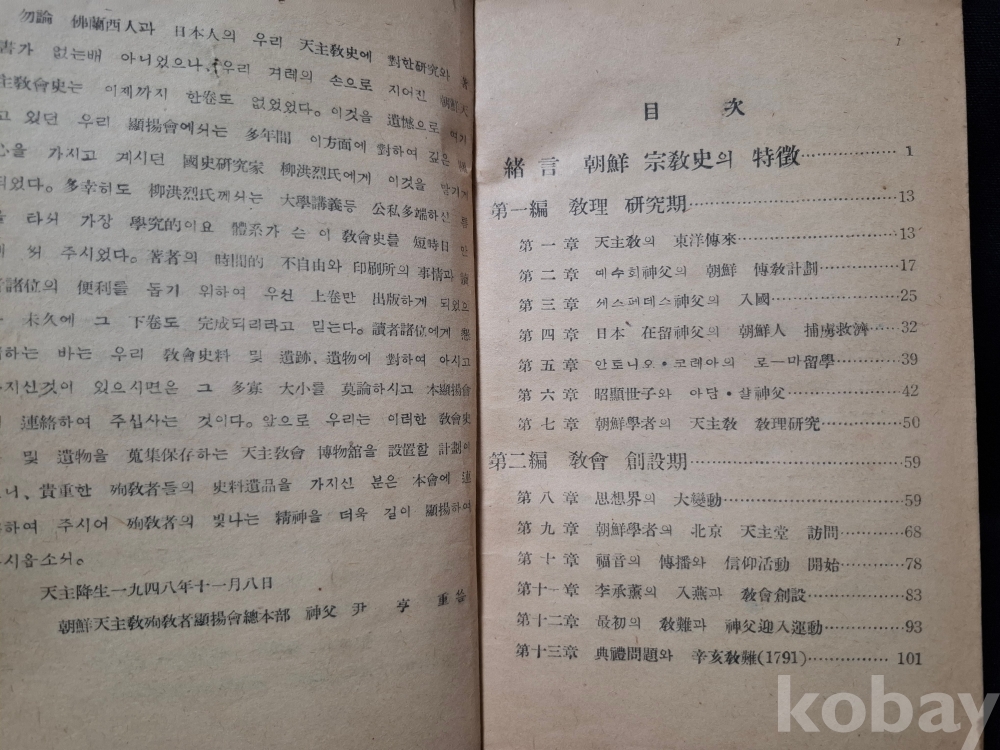 勿論 佛蘭西人과 日本人의 우리 天主敎史에 對한硏究와 著
書가 없는배 아니었으나, 우리 겨레의 손으로 지어진 朝鮮天
主敎會史는 이제까지 한卷도 없었었다。 이것을 遺憾으로 여기
고 있던 우리 顯揚會에서는 多年間 이方面에 對하여 깊은
心을 가시고 계시던 國史硏究家 柳洪烈氏에게 이것을 맡기게
되었다。 多幸히도 柳洪烈氏께서는 大學講義등 公私多端하신
를 타서 가장 學究的이요 體系가 슨 이 敎會史를 短時日 안
에 써 주시었다。 著者의 時間的 不自由와 印刷所의 事情과 讀
者諸位의 便利를 돕기 위하여 우선 上卷만 出版하게 되었으
未久에 그 下卷도 完成되리라고 믿는다。 讀者諸位에게 懇
하는 바는 우리 敎會史料 및 遺跡、遺物에 對하여 아시고
가지신것이 있으시면은 그 多寡 大小를 莫論하시고 本顯揚會
連絡하여 주십사는 것이다。 앞으로 우리는 이러한 敎會史
및 遺物을 蒐集保存하는 天主敎會 博物舘을 設置할 計劃이
니、貴重한 殉敎者들의 史料遺品을 가지신 분은 本會에 連
하여 주시어 殉敎者의 빛나는 精神을 더욱 길이 顯揚하여
주시옵소서。
天主降生一九四八年十一月八日
朝鮮天主敎殉敎者顯揚會總本部 神父 尹 亨 重
1
目 次
緖言 朝鮮 宗敎史의 特徵……………1
第一編 敎理 硏究期……………13
第一章 天主敎의 東洋傳來……………13
第二章 예수회神父의 朝鮮 傳敎計劃……………17
第三章 쎄스페데스神父의 入國……………25
第四章 日本 在留神父의 朝鮮人 捕虜救濟……………32
第五章 안토니오•코레아의 로—마留學……………39
第六章 昭顯世子와 아담•샬神父……………42
第七章 朝鮮學者의 天主敎 敎理硏究……………50
第二編 敎會 創設期……………59
第八章 思想界의 大變動……………59
第九章 朝鮮學者의 北京 天主堂 訪問……………68
第十章 福音의 傳播와 信仰活動 開始……………78
第十一章 李承薰의 入燕과 敎會創設……………83
第十二章 最初의 敎難과 神父迎入運動……………93
第十三章 典禮問題와 辛亥敎難(1791)……………101
kobay